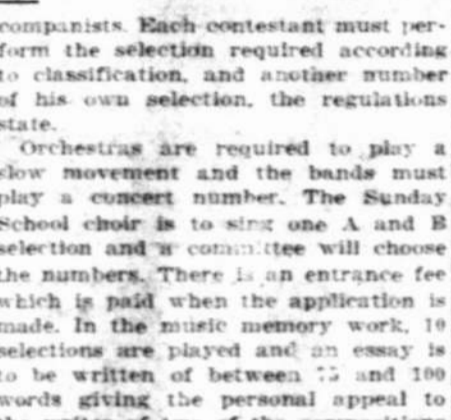 companists. Each contestant must per-
form the selection required according
to classification, and another number
of his own selection, the regulations
state.
Orchestras are required to play a
slow movement and the bands must
play a concert number. The Sunday
School choir is to sing one A and B
selection and a committee will choose
the numbers. There is an entrance fee
which is paid when the application is
made. In the music memory work, 10
selections are played and an essay is
to be written of between 75 and 100
words giving the personal appeal to